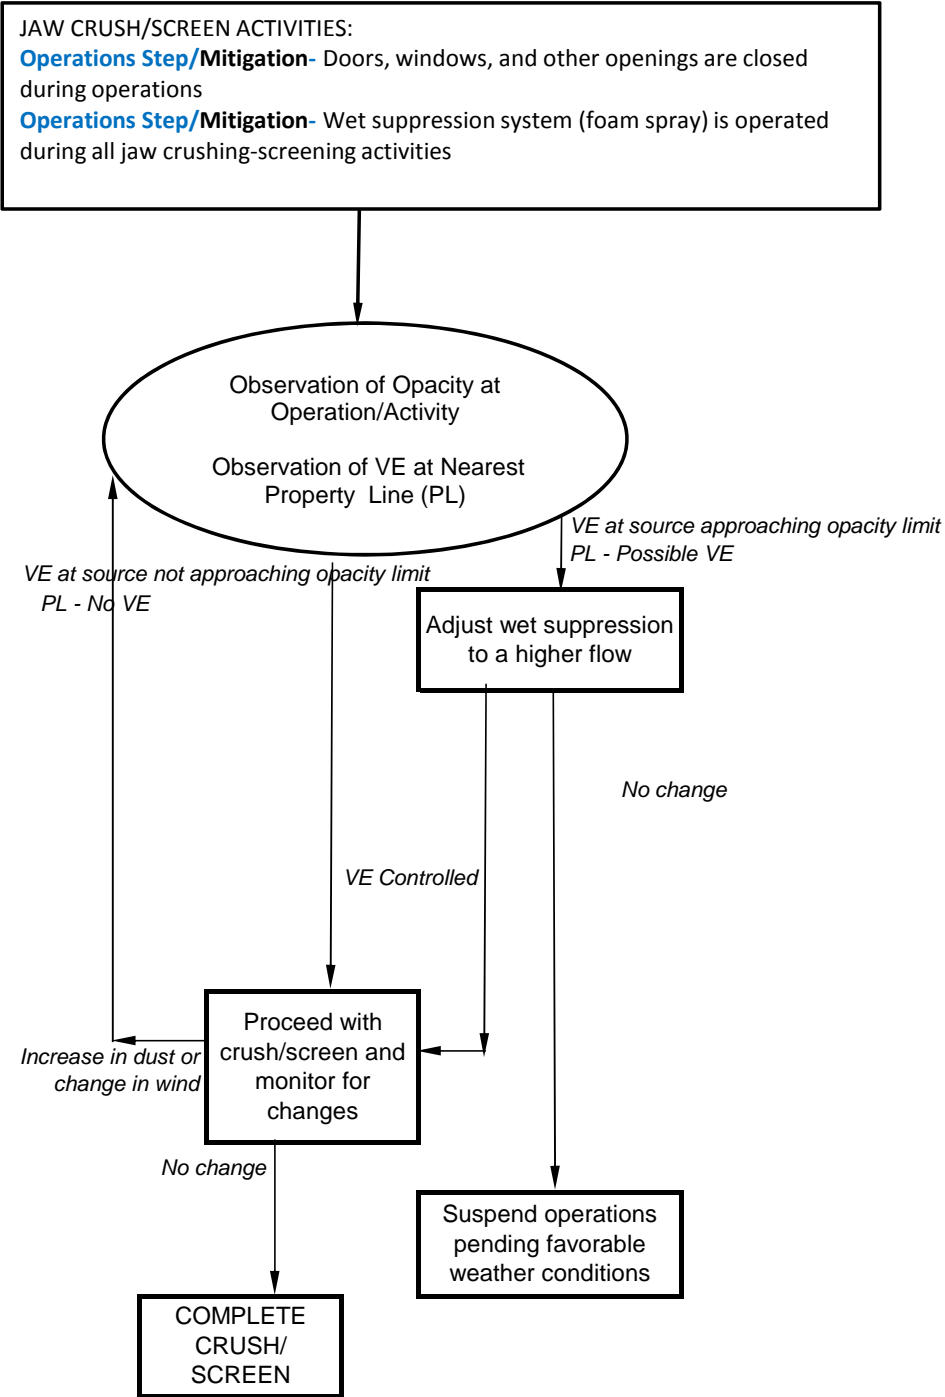 JAW CRUSH/SCREEN ACTIVITIES:
Operations Step/Mitigation- Doors, windows, and other openings are closed
during operations
Operations Step/Mitigation- Wet suppression system (foam spray) is operated
during all jaw crushing-screening activities
Observation of Opacity at
Operation/Activity
Observation of VE at Nearest
Property Line (PL)
VE at source approaching opacity limit
PL - Possible VE
VE at source not approaching opacity limit
PL - No VE
Adjust wet suppression
to a higher flow
No change
VE Controlled
Proceed with
crush/screen and
monitor for
changes
Increase in dust or
change in wind
No change
Suspend operations
pending favorable
weather conditions
COMPLETE
CRUSH/
SCREEN